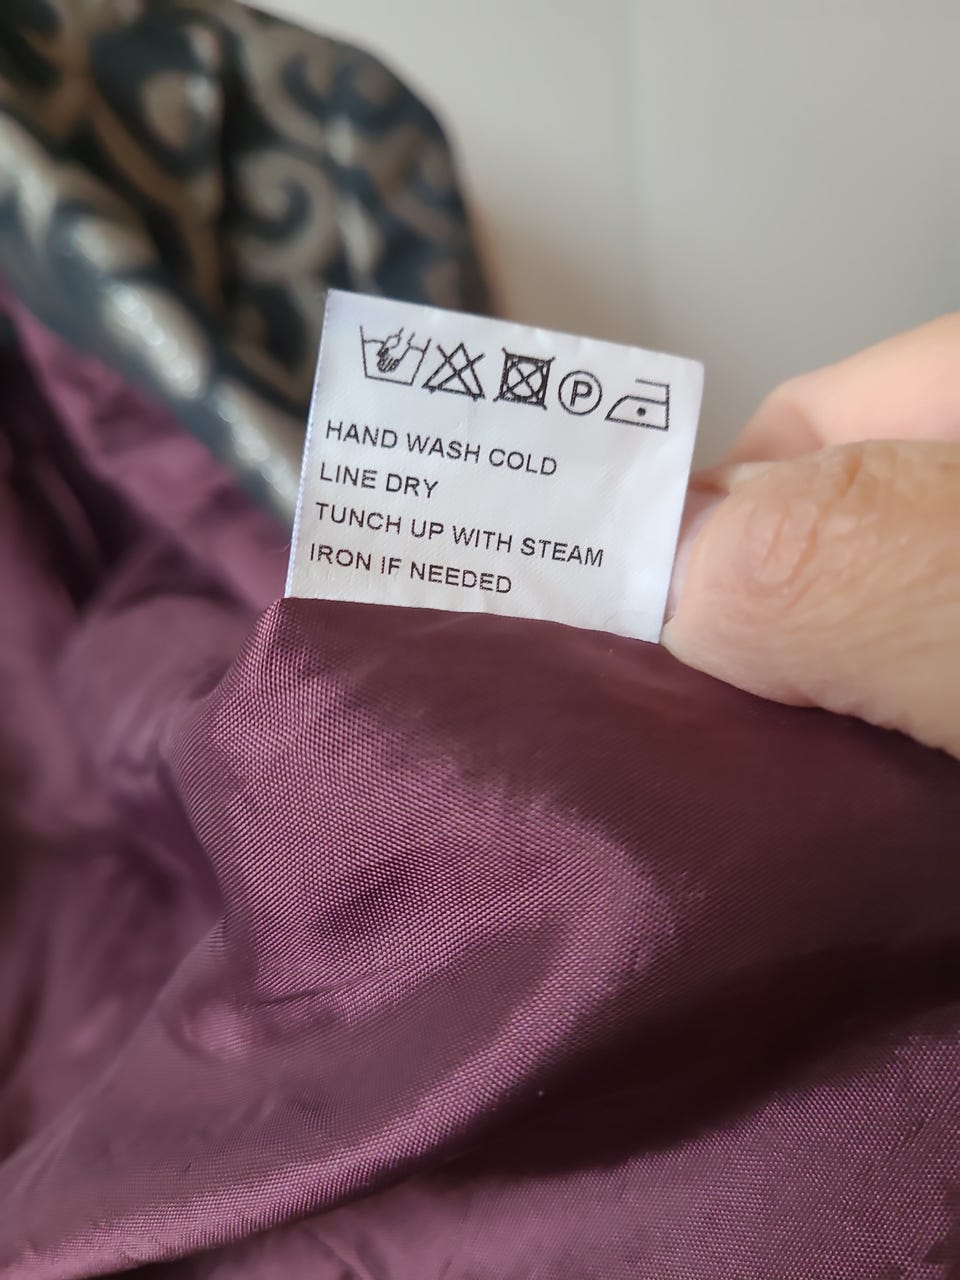 P
HAND WASH COLD
LINE DRY
TUNCH UP WITH STEAM
IRON IF NEEDED